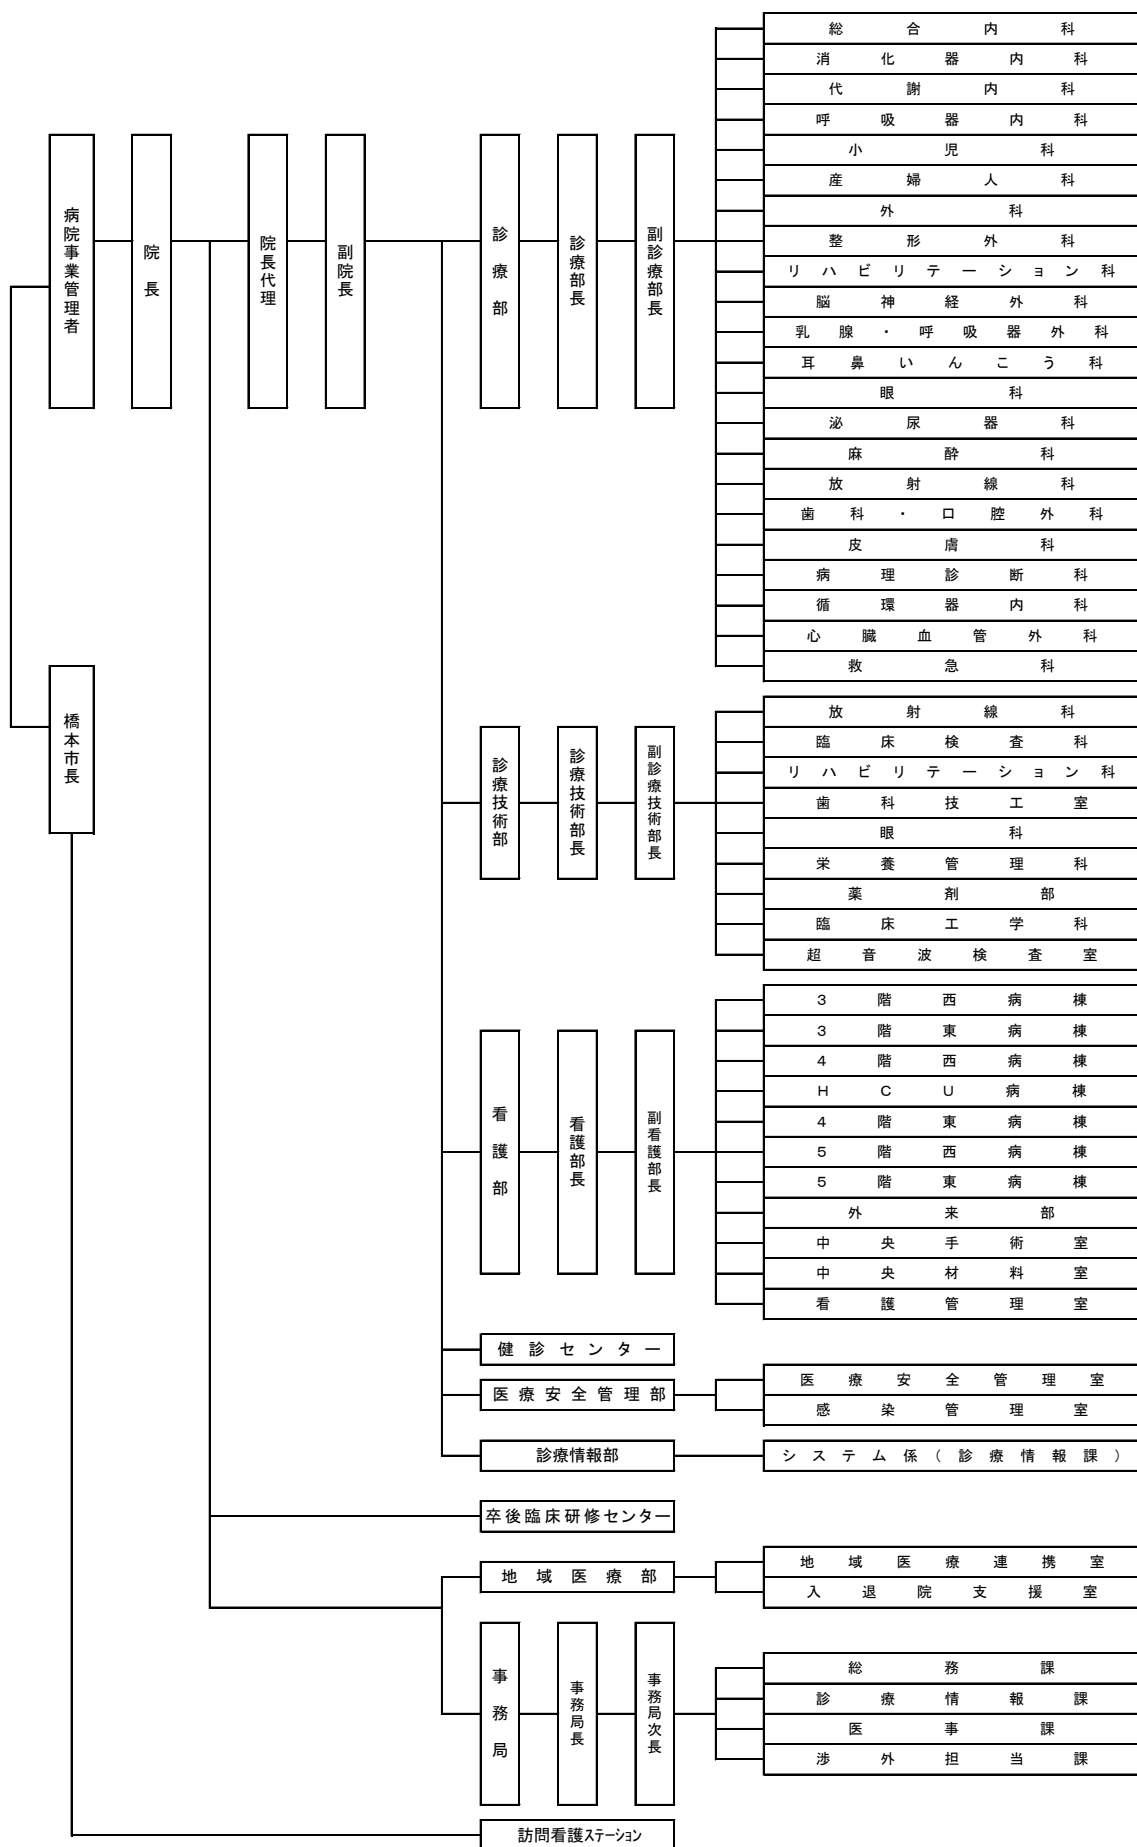 病院事業管理者
院長
院長代理
副院長
診療部
診療部長
副診療部長
総合内科
消化器内科
代謝内科
呼吸器内科
小児科
産婦人科
外科
整形外科
リハビリテーション科
脳神経外科
乳腺・呼吸器外科
耳鼻いんこう科
眼科
泌尿器科
麻酔科
放射線科
歯科・口腔外科
皮膚科
病理診断科
循環器内科
心臓血管外科
救急科
橋本市長
診療技術部
診療技術部長
副診療技術部長
放射線科
臨床検査科
リハビリテーション科
歯科技工室
眼科
栄養管理科
薬剤部
臨床工学科
超音波検査室
看護部
看護部長
副看護部長
3階西病棟
3階東病棟
4階西病棟
HCU病棟
4階東病棟
5階西病棟
5階東病棟
外来部
中央手術室
中央材料室
看護管理室
健診センター
医療安全管理部
医療安全管理室
感染管理室
診療情報部
システム係(診療情報課)
卒後臨床研修センター
地域医療部
地域医療連携室
入退院支援室
事務局
事務局長
事務局次長
総務課
診療情報課
医事課
渉外担当課
訪問看護ステーション